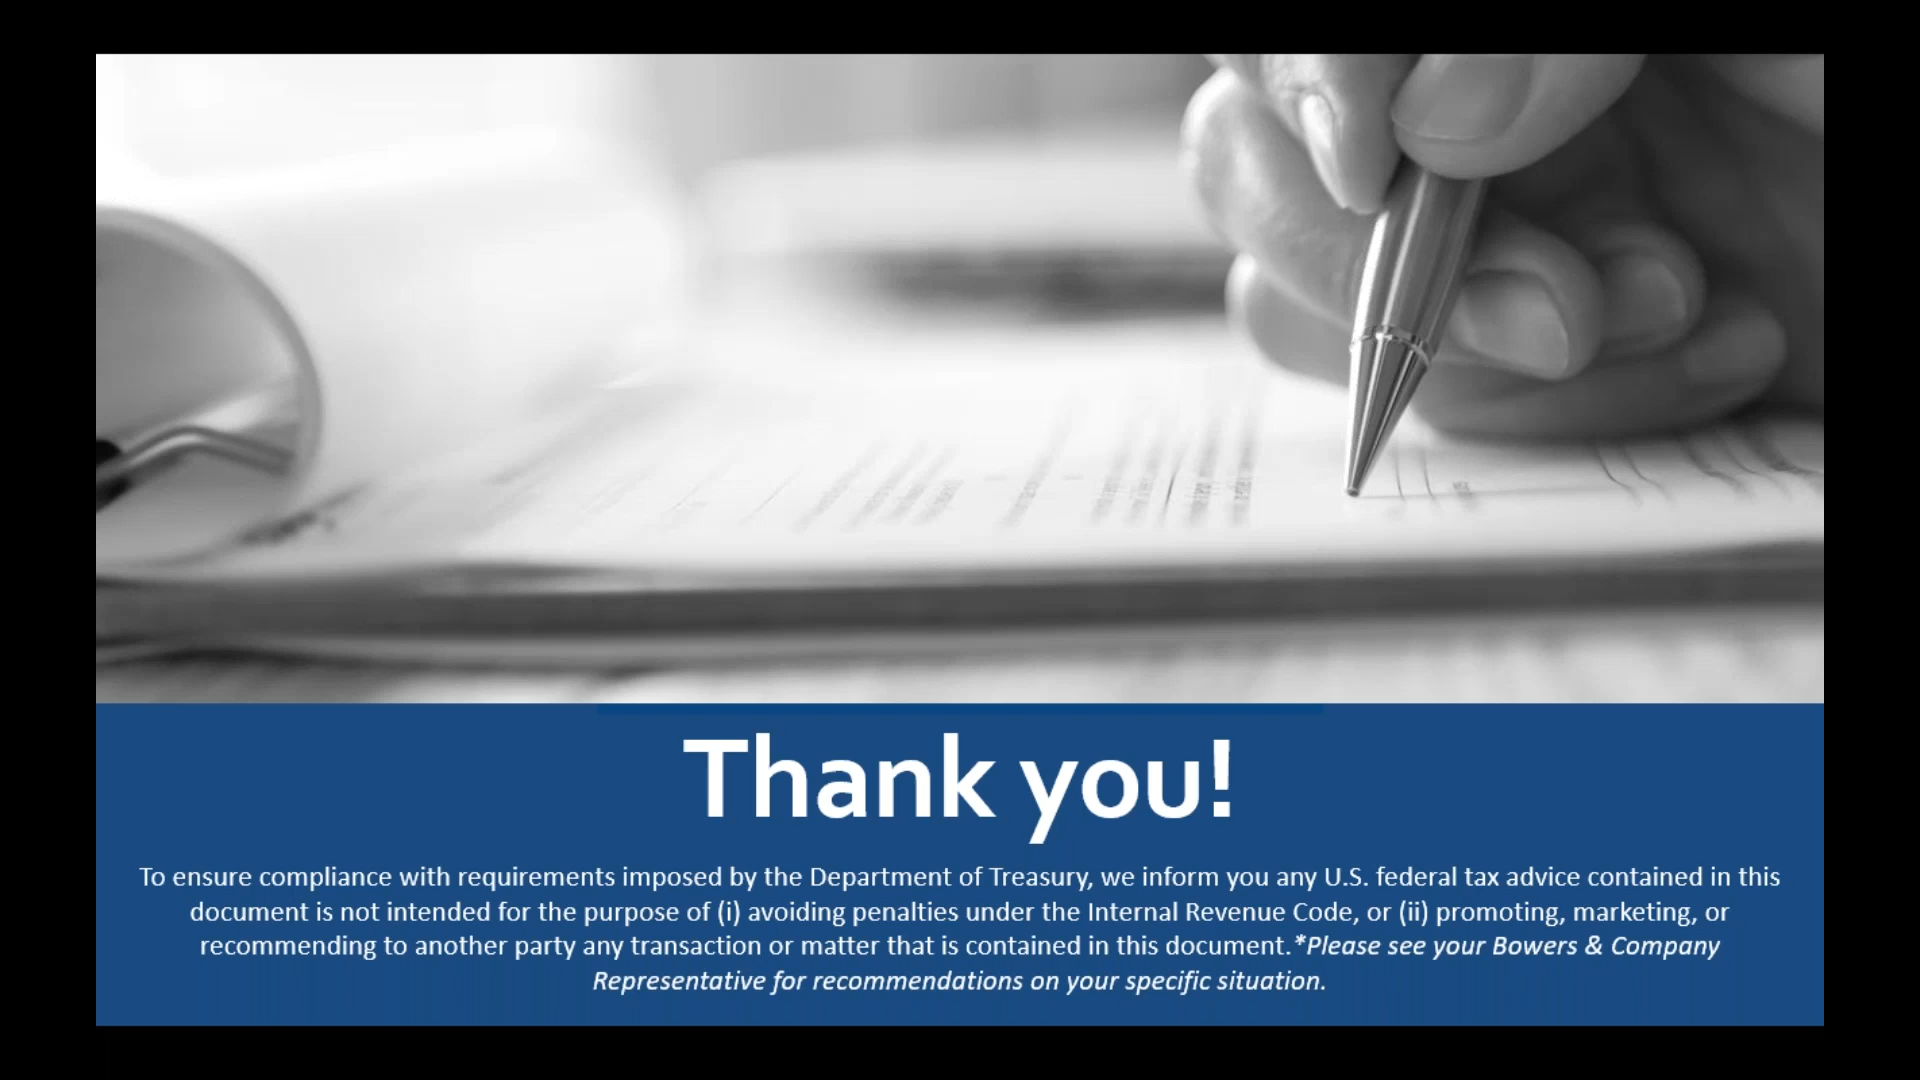 Thank you!
To ensure compliance with requirements imposed by the Department of Treasury, we inform you any U.S. federal tax advice contained in this
document is not intended for the purpose of (i) avoiding penalties under the Internal Revenue Code, or (ii) promoting, marketing, or
recommending to another party any transaction or matter that is contained in this document.*Please see your Bowers & Company
Representative for recommendations on your specific situation.